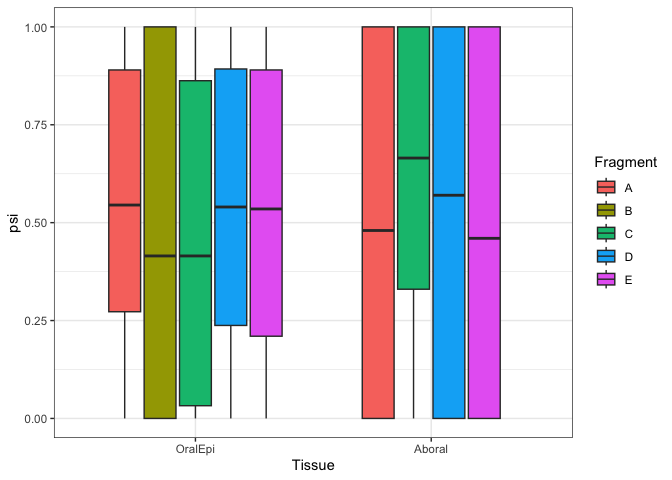 1.00
0.75
0.50
0.25
0.00
psi
OralEpi
Aboral
Tissue
Fragment
A
B
C
D
E